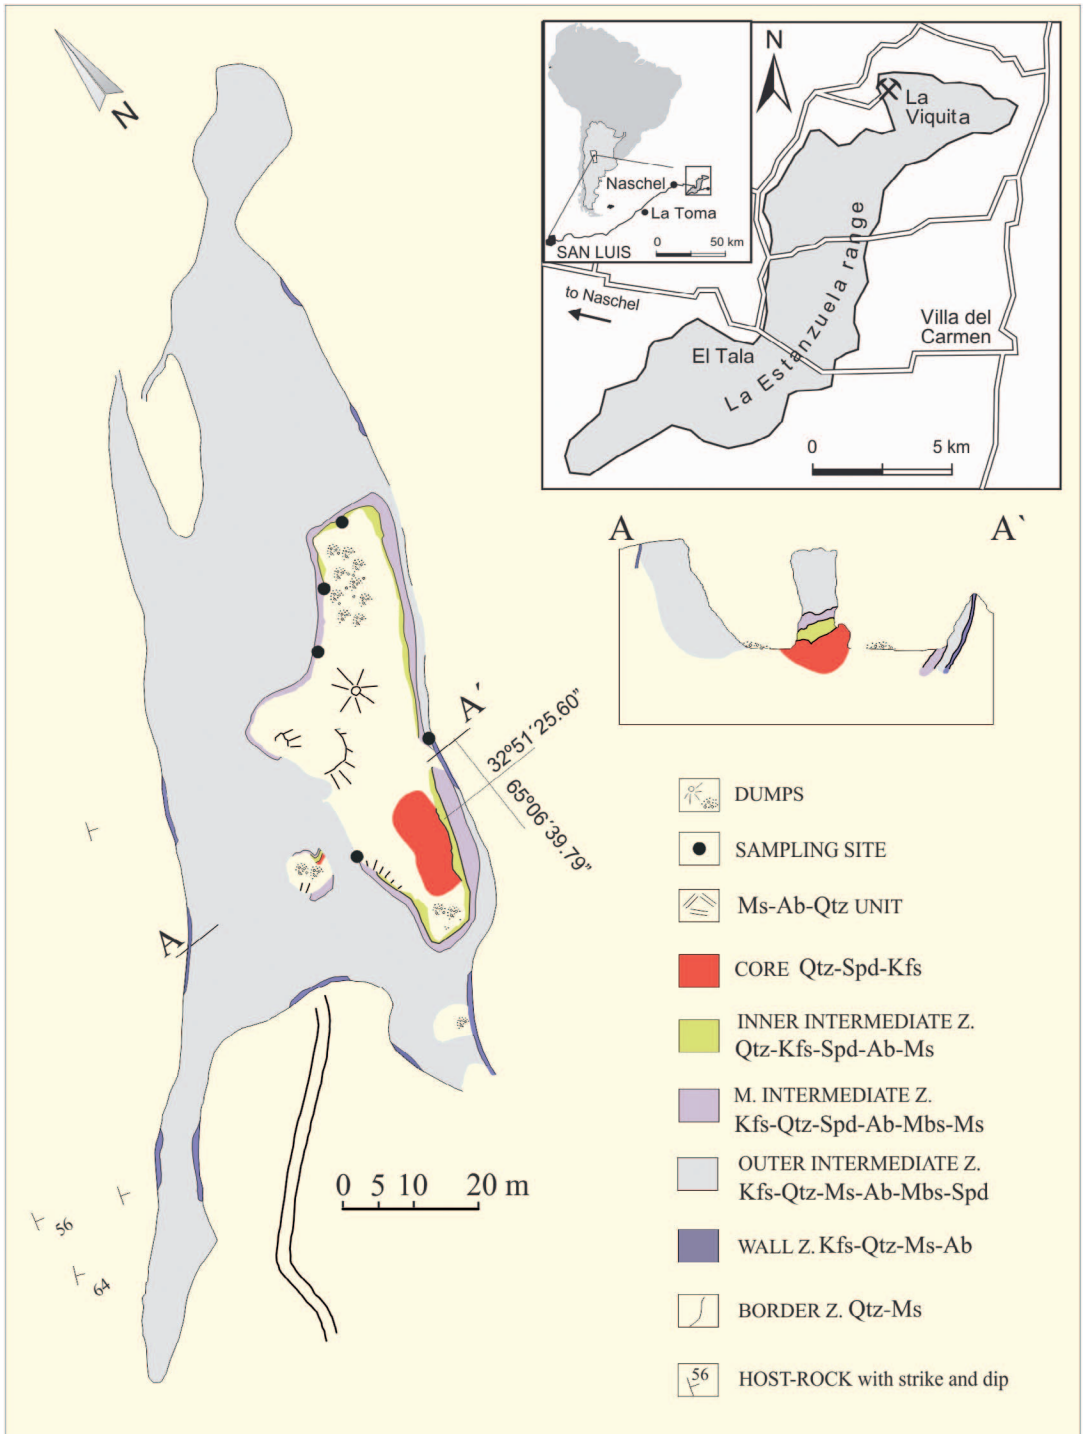 N
N
La
Viquita
Naschel
La Toma
0 50 km
SAN LUIS
to Naschel
Villa del
Carmen
El Tala
La Estanzuela range
0 5 km
A A`
A´
32º51´25.60”
65º06´39.79”
A
DUMPS
SAMPLING SITE
Ms-Ab-Qtz UNIT
CORE Qtz-Spd-Kfs
INNER INTERMEDIATE Z.
Qtz-Kfs-Spd-Ab-Ms
M. INTERMEDIATE Z.
Kfs-Qtz-Spd-Ab-Mbs-Ms
OUTER INTERMEDIATE Z.
Kfs-Qtz-Ms-Ab-Mbs-Spd
WALL Z. Kfs-Qtz-Ms-Ab
BORDER Z. Qtz-Ms
56
HOST-ROCK with strike and dip
0 5 10 20 m
56
64